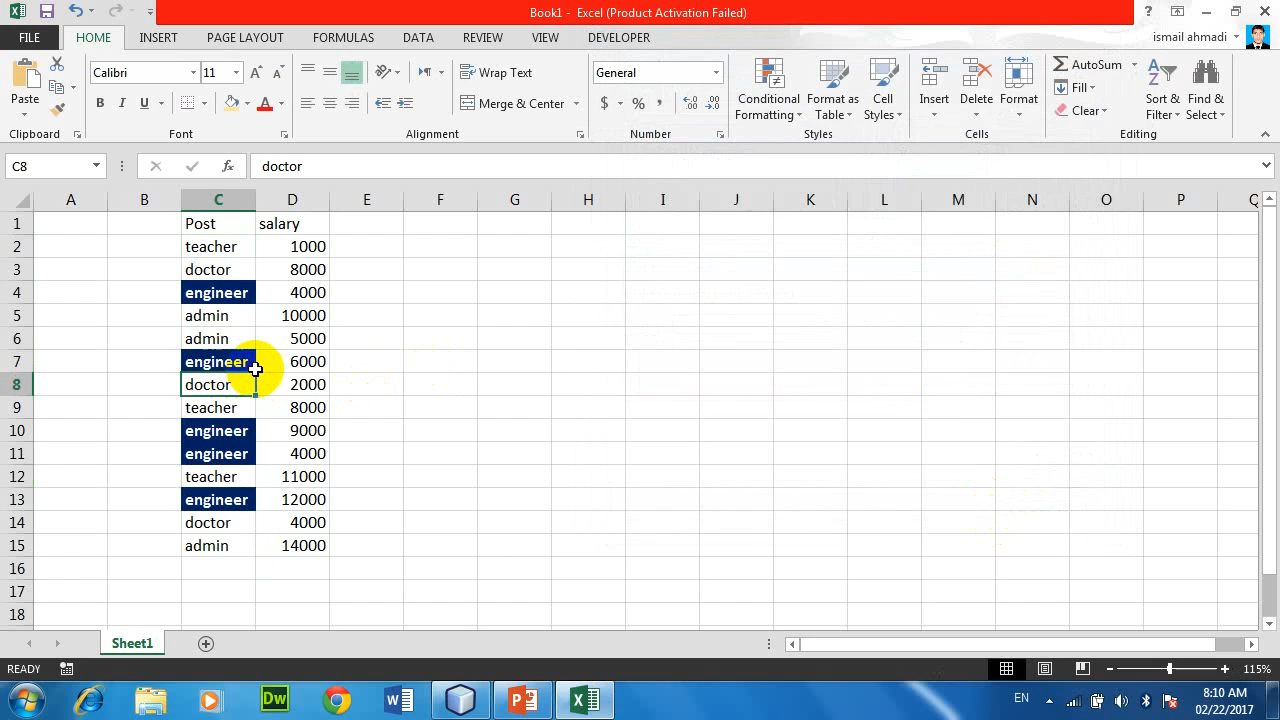 Book1 - Excel (Product Activation Failed)
FILE HOME INSERT PAGE LAYOUT FORMULAS DATA REVIEW VIEW DEVELOPER ismail ahmadi
Paste Calibri 11 Wrap Text General Conditional Formatting Format as Table Cell Styles Insert Delete Format AutoSum
B I U Merge & Center $ % , Fill Sort & Filter Find & Select
Clear
Clipboard Font Alignment Number Styles Cells Editing
C8 fx doctor
A B C D E F G H I J K L M N O P Q
1 Post salary
2 teacher 1000
3 doctor 8000
4 engineer 4000
5 admin 10000
6 admin 5000
7 engineer 6000
8 doctor 2000
9 teacher 8000
10 engineer 9000
11 engineer 4000
12 teacher 11000
13 engineer 12000
14 doctor 4000
15 admin 14000
16
17
18
Sheet1
READY 115%
Dw EN 8:10 AM
02/22/2017